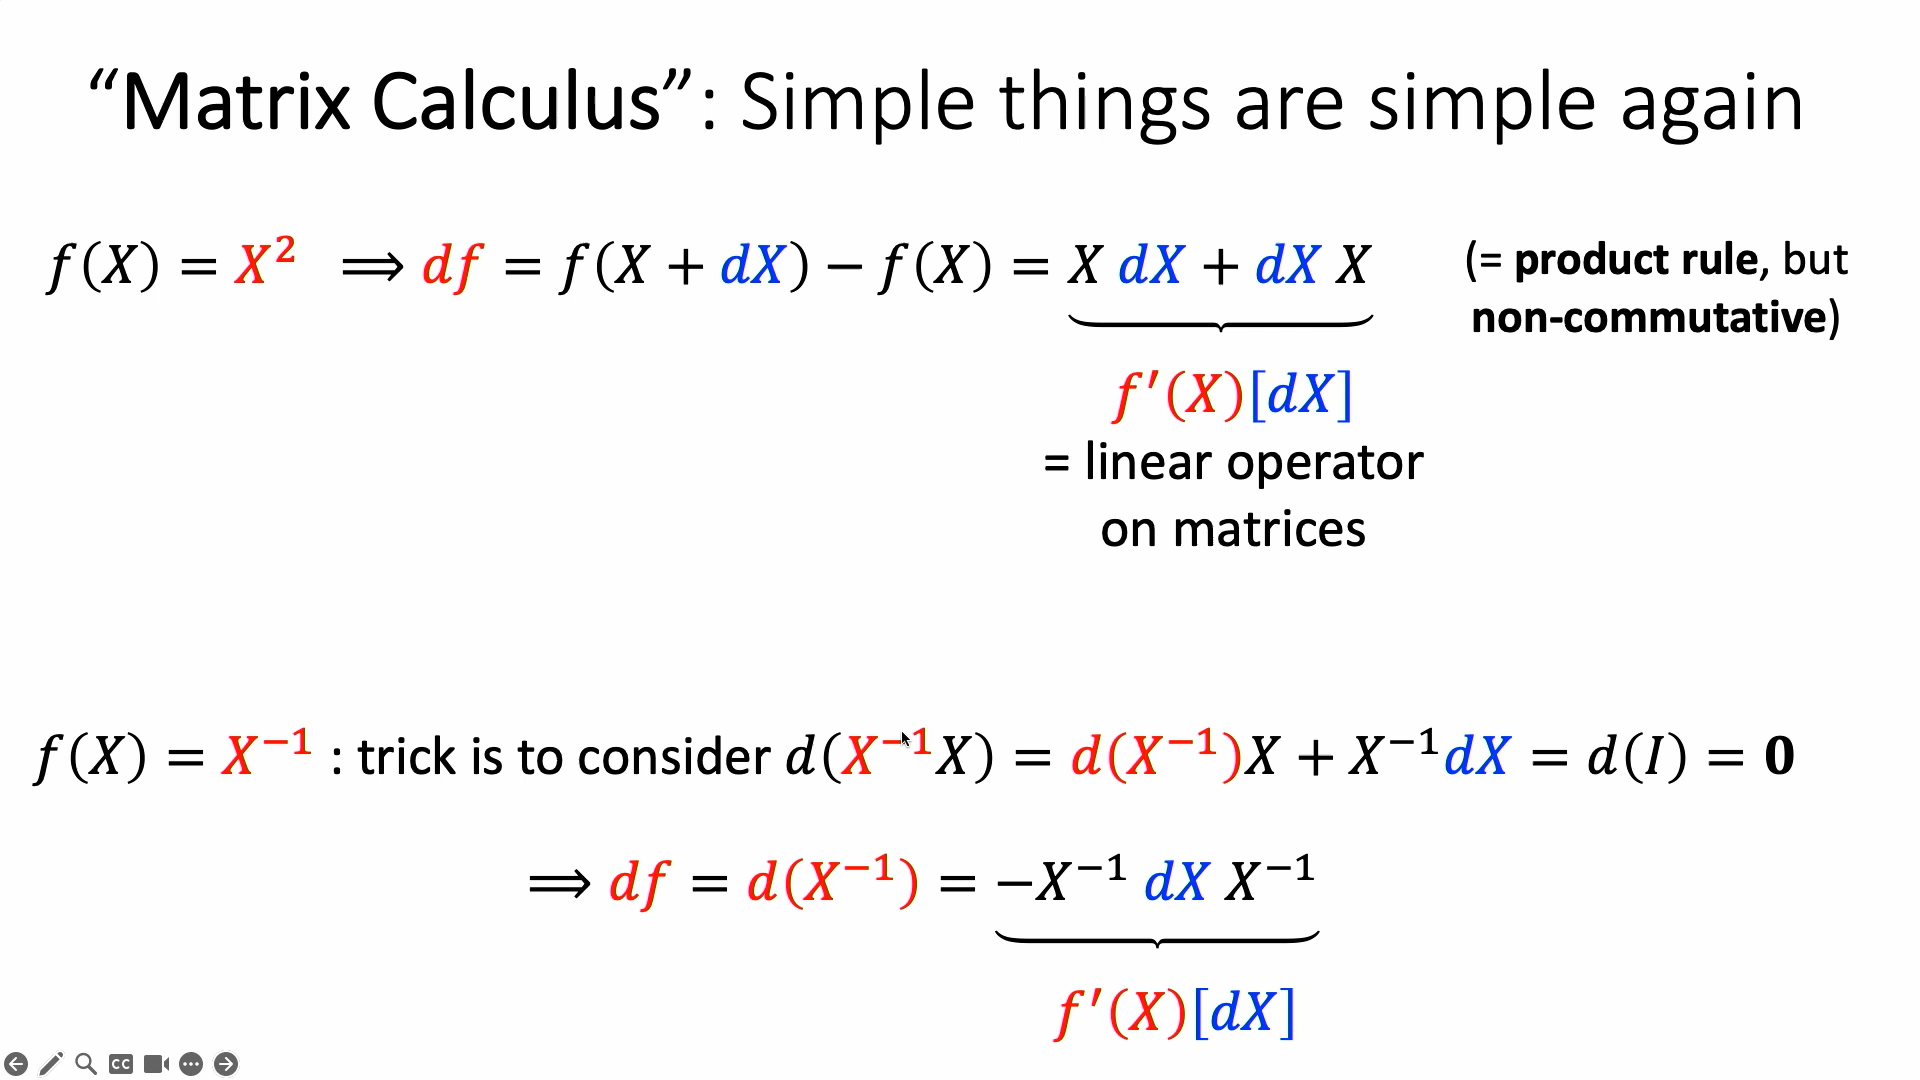 “Matrix Calculus”: Simple things are simple again
f(X) = X² ⟹ df = f(X + dX) − f(X) = X dX + dX X
(= product rule, but
non-commutative)
f′(X)[dX]
= linear operator
on matrices
f(X) = X⁻¹ : trick is to consider d(X⁻¹X) = d(X⁻¹)X + X⁻¹dX = d(I) = 0
⟹ df = d(X⁻¹) = −X⁻¹ dX X⁻¹
f′(X)[dX]
CC